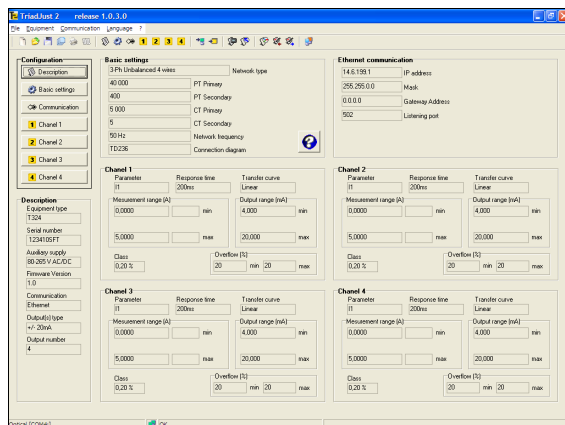 TriadJust 2 release 1.0.3.0
File Equipment Communication Language ?
1 2 3 4
Configuration
Description
Basic settings
Communication
1 Chanel 1
2 Chanel 2
3 Chanel 3
4 Chanel 4
Description
Equipment type
T324
Serial number
123410SFT
Auxiliary supply
80-265 V AC/DC
Firmware Version
1.0
Communication
Ethernet
Output(s) type
+/- 20mA
Output number
4
Basic settings
3-Ph Unbalanced 4 wires Network type
40 000 PT Primary
400 PT Secondary
5 000 CT Primary
5 CT Secondary
50 Hz Network frequency
TD236 Connection diagram
Ethernet communication
14.6.199.1 IP address
255.255.0.0 Mask
0.0.0.0 Gateway Address
502 Listening port
Chanel 1
Parameter Response time Transfer curve
I1 200ms Linear
Mesurement range (A) Output range (mA)
0,0000 min 4,000 min
5,0000 max 20,000 max
Class Overflow (%)
0,20 % 20 min 20 max
Chanel 2
Parameter Response time Transfer curve
I1 200ms Linear
Mesurement range (A) Output range (mA)
0,0000 min 4,000 min
5,0000 max 20,000 max
Class Overflow (%)
0,20 % 20 min 20 max
Chanel 3
Parameter Response time Transfer curve
I1 200ms Linear
Mesurement range (A) Output range (mA)
0,0000 min 4,000 min
5,0000 max 20,000 max
Class Overflow (%)
0,20 % 20 min 20 max
Chanel 4
Parameter Response time Transfer curve
I1 200ms Linear
Mesurement range (A) Output range (mA)
0,0000 min 4,000 min
5,0000 max 20,000 max
Class Overflow (%)
0,20 % 20 min 20 max
Optical OK